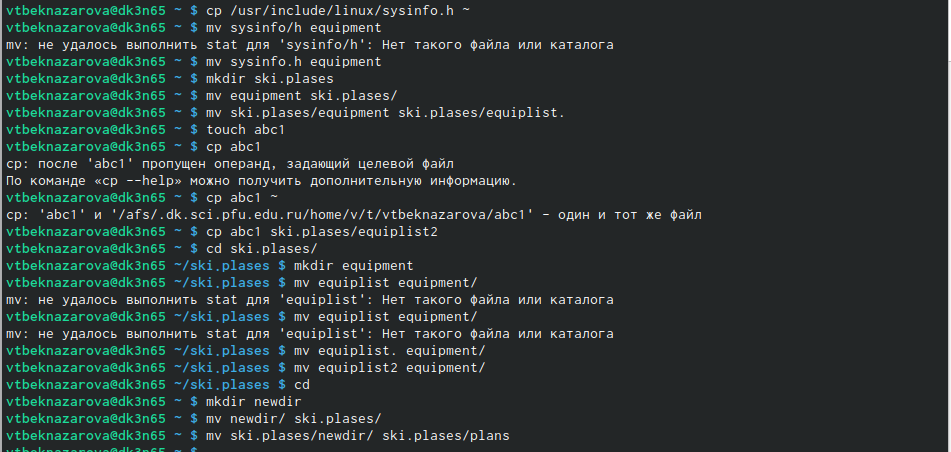 vtbeknazarova@dk3n65 ~ $ cp /usr/include/linux/sysinfo.h ~
vtbeknazarova@dk3n65 ~ $ mv sysinfo/h equipment
mv: не удалось выполнить stat для 'sysinfo/h': Нет такого файла или каталога
vtbeknazarova@dk3n65 ~ $ mv sysinfo.h equipment
vtbeknazarova@dk3n65 ~ $ mkdir ski.plases
vtbeknazarova@dk3n65 ~ $ mv equipment ski.plases/
vtbeknazarova@dk3n65 ~ $ mv ski.plases/equipment ski.plases/equiplist.
vtbeknazarova@dk3n65 ~ $ touch abc1
vtbeknazarova@dk3n65 ~ $ cp abc1
cp: после 'abc1' пропущен операнд, задающий целевой файл
По команде «cp --help» можно получить дополнительную информацию.
vtbeknazarova@dk3n65 ~ $ cp abc1 ~
cp: 'abc1' и '/afs/.dk.sci.pfu.edu.ru/home/v/t/vtbeknazarova/abc1' - один и тот же файл
vtbeknazarova@dk3n65 ~ $ cp abc1 ski.plases/equiplist2
vtbeknazarova@dk3n65 ~ $ cd ski.plases/
vtbeknazarova@dk3n65 ~/ski.plases $ mkdir equipment
vtbeknazarova@dk3n65 ~/ski.plases $ mv equiplist equipment/
mv: не удалось выполнить stat для 'equiplist': Нет такого файла или каталога
vtbeknazarova@dk3n65 ~/ski.plases $ mv equiplist equipment/
mv: не удалось выполнить stat для 'equiplist': Нет такого файла или каталога
vtbeknazarova@dk3n65 ~/ski.plases $ mv equiplist. equipment/
vtbeknazarova@dk3n65 ~/ski.plases $ mv equiplist2 equipment/
vtbeknazarova@dk3n65 ~/ski.plases $ cd
vtbeknazarova@dk3n65 ~ $ mkdir newdir
vtbeknazarova@dk3n65 ~ $ mv newdir/ ski.plases/
vtbeknazarova@dk3n65 ~ $ mv ski.plases/newdir/ ski.plases/plans